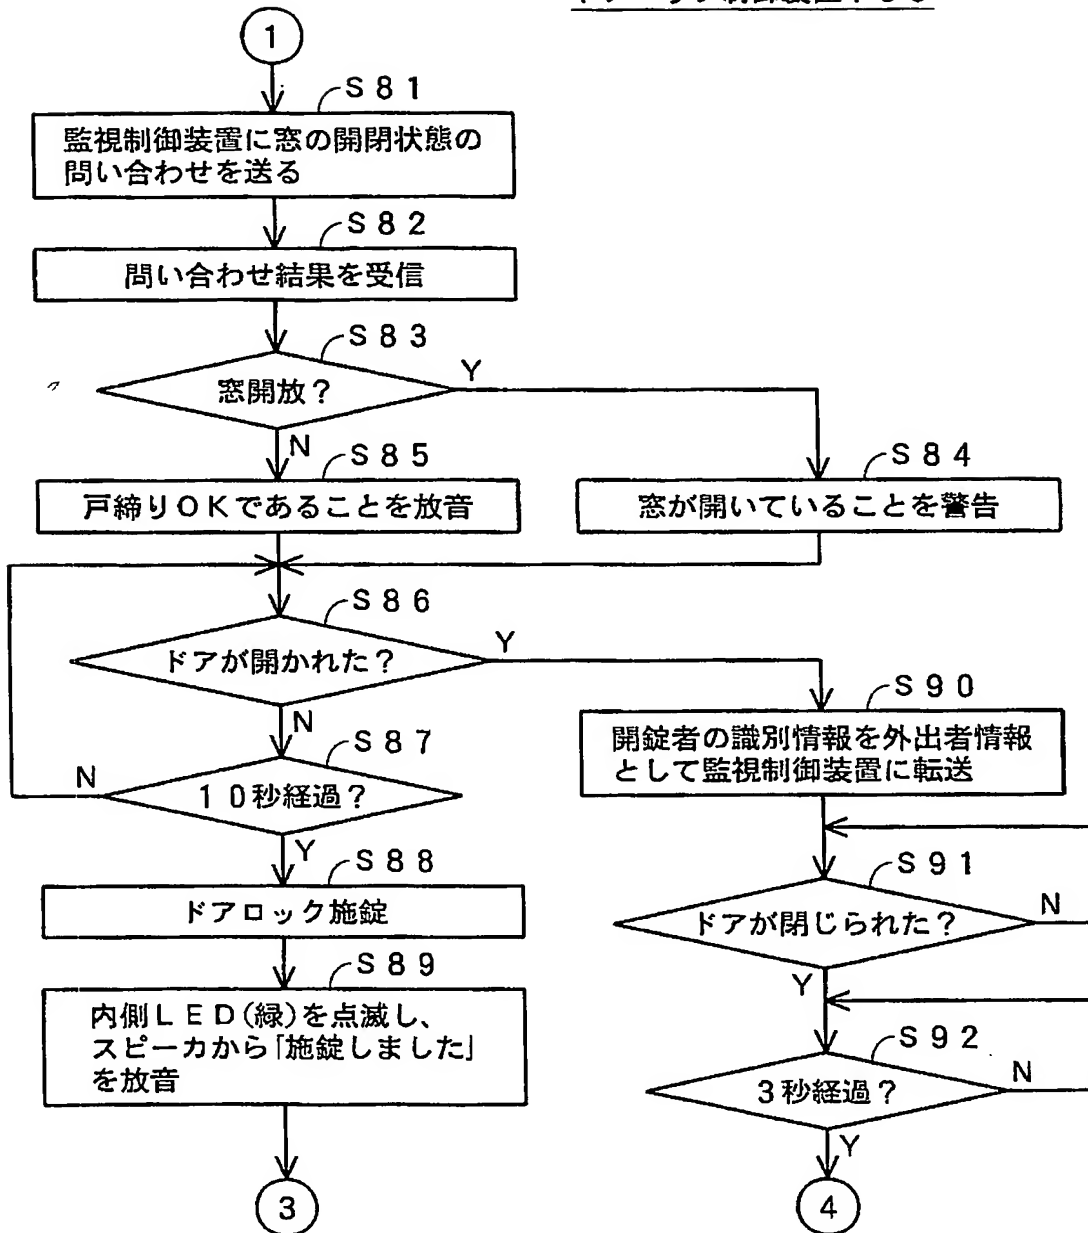 1
S81
監視制御装置に窓の開閉状態の
問い合わせを送る
S82
問い合わせ結果を受信
S83
窓開放?
Y
N
S85
戸締りOKであることを放音
S84
窓が開いていることを警告
S86
ドアが開かれた?
Y
N
S87
10秒経過?
N
Y
S88
ドアロック施錠
S89
内側LED(緑)を点滅し、
スピーカから「施錠しました」
を放音
3
S90
開錠者の識別情報を外出者情報
として監視制御装置に転送
S91
ドアが閉じられた?
N
Y
S92
3秒経過?
N
Y
4